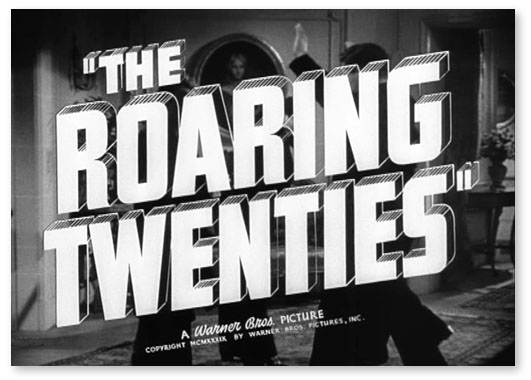 "THE
ROARING
TWENTIES"
A Warner Bros. PICTURE
COPYRIGHT MCMXXXIX BY WARNER BROS. PICTURES, INC.